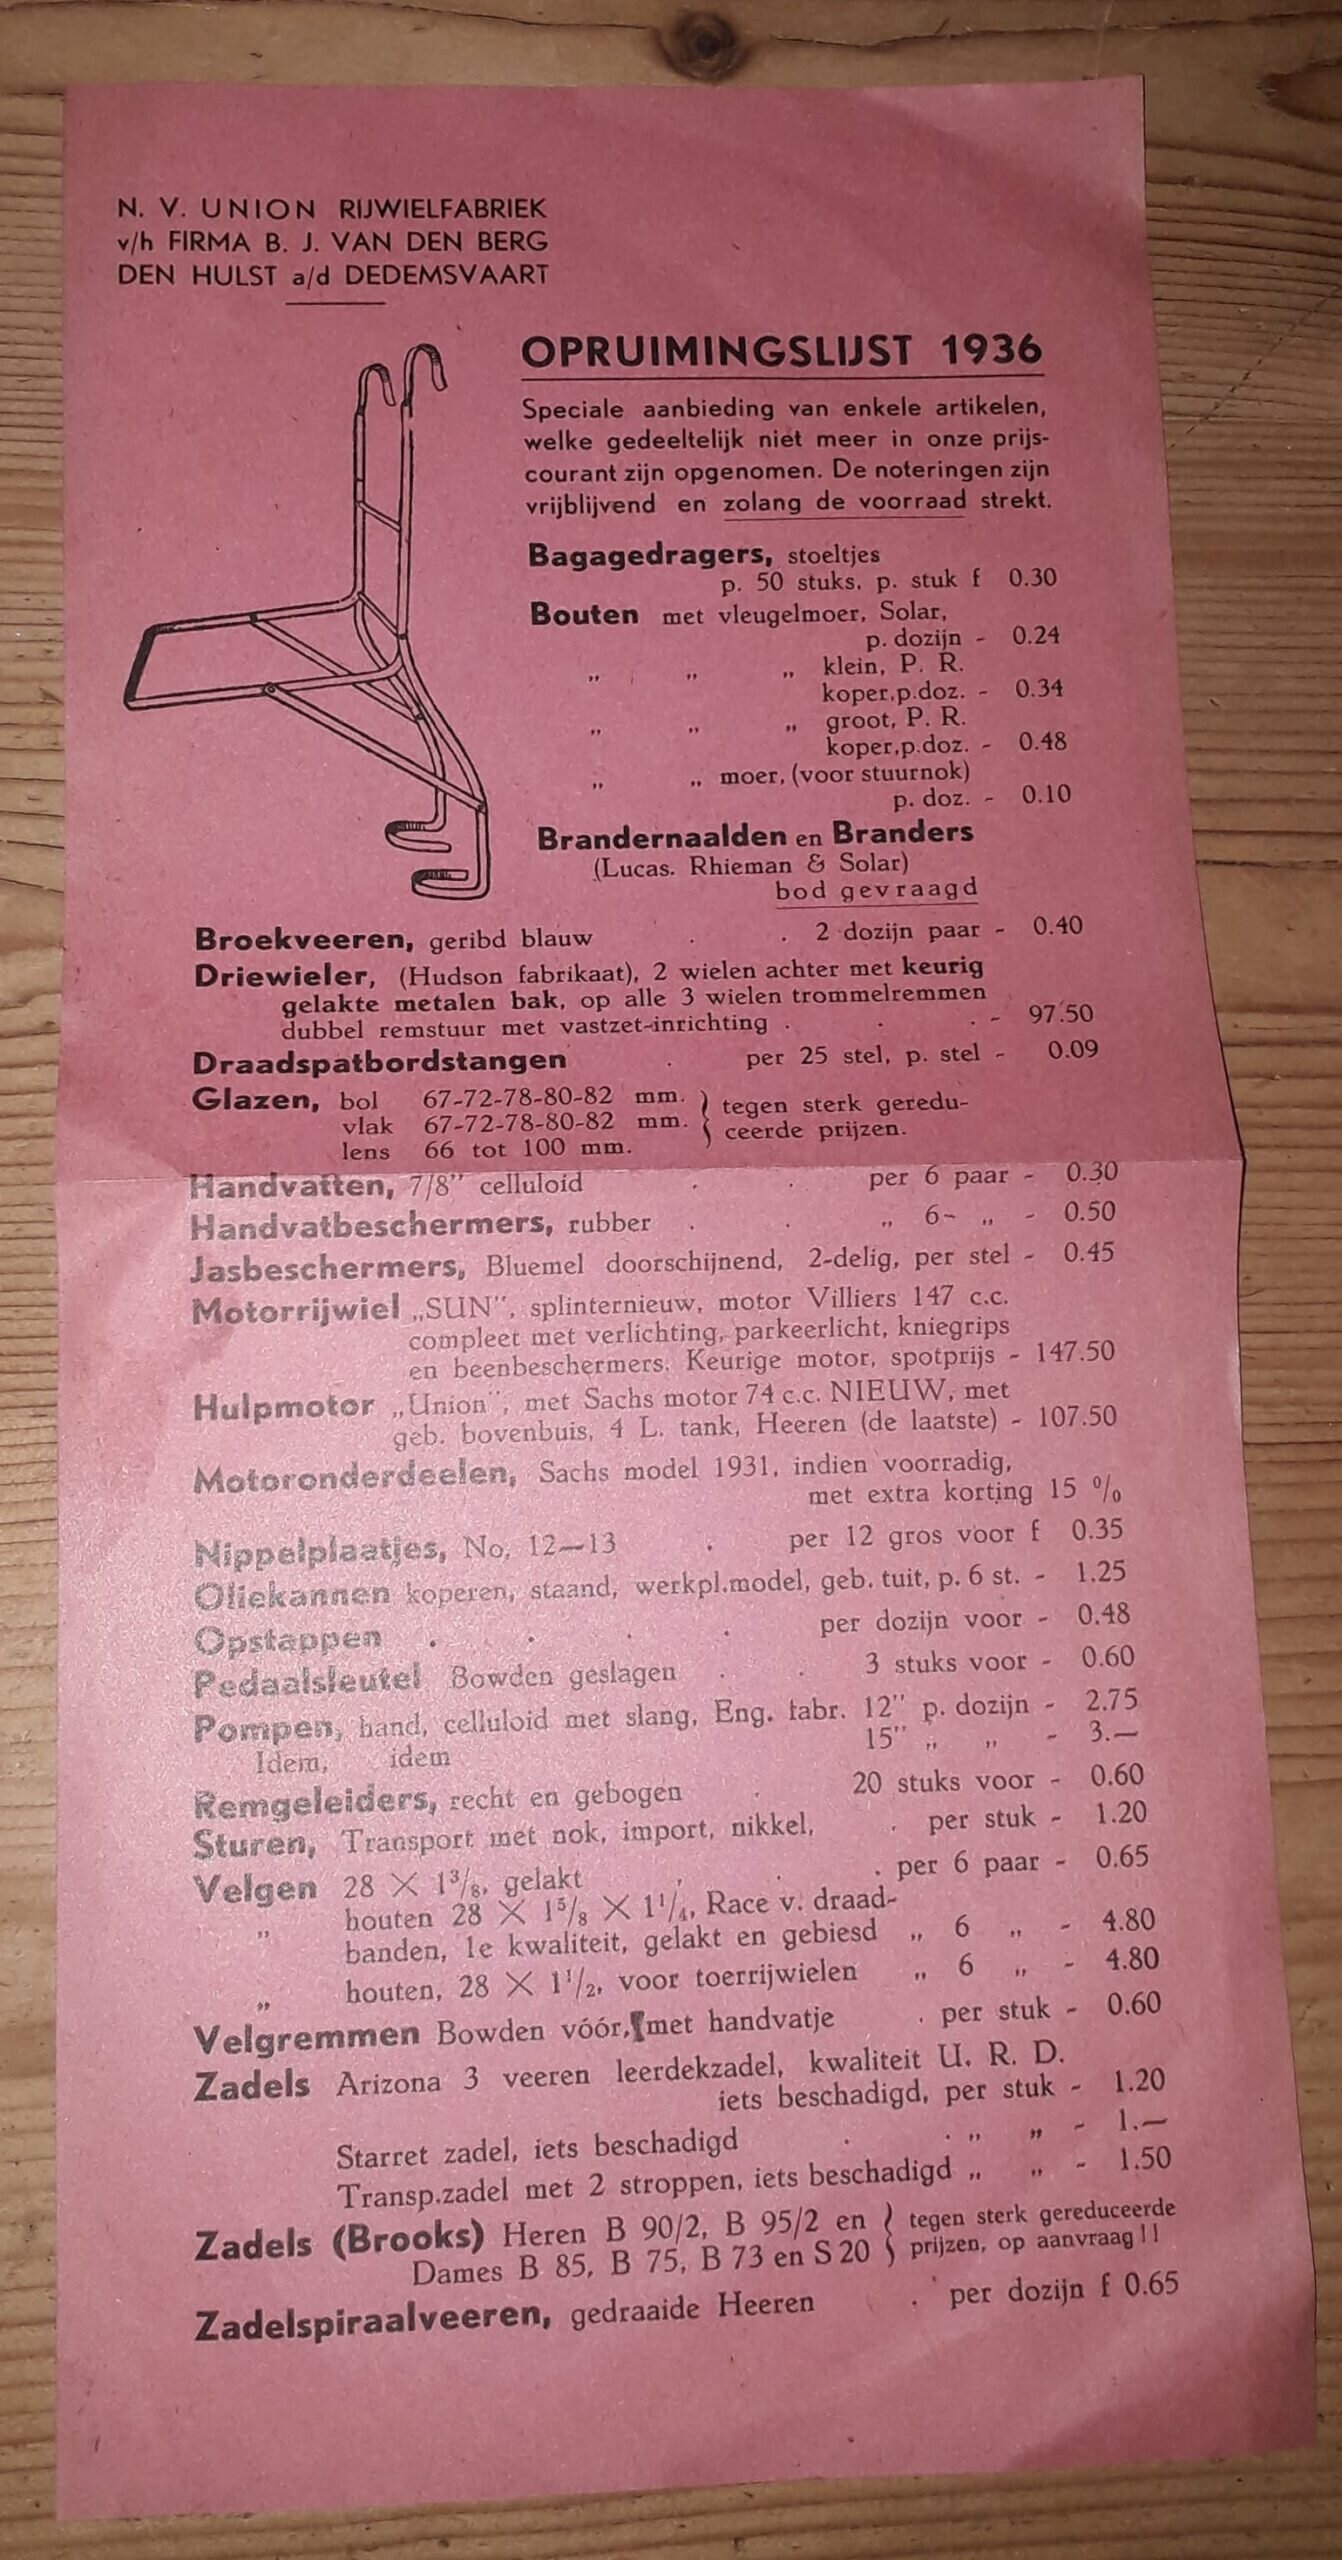 N. V. UNION RIJWIELFABRIEK
v/h FIRMA B. J. VAN DEN BERG
DEN HULST a/d DEDEMSVAART
OPRUIMINGSLIJST 1936
Speciale aanbieding van enkele artikelen,
welke gedeeltelijk niet meer in onze prijs-
courant zijn opgenomen. De noteringen zijn
vrijblijvend en zolang de voorraad strekt.
Bagagedragers, stoeltjes
p. 50 stuks, p. stuk f 0.30
Bouten met vleugelmoer, Solar,
p. dozijn - 0.24
„ „ „ klein, P. R.
koper,p.doz. - 0.34
„ „ „ groot, P. R.
koper,p.doz. - 0.48
„ „ moer, (voor stuurnok)
p. doz. - 0.10
Brandernaalden en Branders
(Lucas. Rhieman & Solar)
bod gevraagd
Broekveeren, geribd blauw . . 2 dozijn paar - 0.40
Driewieler, (Hudson fabrikaat), 2 wielen achter met keurig
gelakte metalen bak, op alle 3 wielen trommelremmen
dubbel remstuur met vastzet-inrichting . . . - 97.50
Draadspatbordstangen . per 25 stel, p. stel - 0.09
Glazen, bol 67-72-78-80-82 mm. } tegen sterk geredu-
vlak 67-72-78-80-82 mm. } ceerde prijzen.
lens 66 tot 100 mm.
Handvatten, 7/8" celluloid . . per 6 paar - 0.30
Handvatbeschermers, rubber . . „ 6- „ - 0.50
Jasbeschermers, Bluemel doorschijnend, 2-delig, per stel - 0.45
Motorrijwiel „SUN", splinternieuw, motor Villiers 147 c.c.
compleet met verlichting, parkeerlicht, kniegrips
en beenbeschermers. Keurige motor, spotprijs - 147.50
Hulpmotor „Union", met Sachs motor 74 c.c. NIEUW, met
geb. bovenbuis, 4 L. tank, Heeren (de laatste) - 107.50
Motoronderdeelen, Sachs model 1931, indien voorradig,
met extra korting 15 %
Nippelplaatjes, No, 12—13 . per 12 gros voor f 0.35
Oliekannen koperen, staand, werkpl.model, geb. tuit, p. 6 st. - 1.25
Opstappen . . . . per dozijn voor - 0.48
Pedaalsleutel Bowden geslagen . . 3 stuks voor - 0.60
Pompen, hand, celluloid met slang, Eng. fabr. 12" p. dozijn - 2.75
Idem, idem 15" „ „ - 3.—
Remgeleiders, recht en gebogen . 20 stuks voor - 0.60
Sturen, Transport met nok, import, nikkel, . per stuk - 1.20
Velgen 28 X 1³/₈, gelakt . . . per 6 paar - 0.65
„ houten 28 X 1⁵/₈ X 1¹/₄, Race v. draad-
banden, 1e kwaliteit, gelakt en gebiesd „ 6 „ - 4.80
„ houten, 28 X 1¹/₂, voor toerrijwielen „ 6 „ - 4.80
Velgremmen Bowden vóór, met handvatje . per stuk - 0.60
Zadels Arizona 3 veeren leerdekzadel, kwaliteit U. R. D.
iets beschadigd, per stuk - 1.20
Starret zadel, iets beschadigd . . „ „ - 1.—
Transp.zadel met 2 stroppen, iets beschadigd „ „ - 1.50
Zadels (Brooks) Heren B 90/2, B 95/2 en } tegen sterk gereduceerde
Dames B 85, B 75, B 73 en S 20 } prijzen, op aanvraag!!
Zadelspiraalveeren, gedraaide Heeren . per dozijn f 0.65